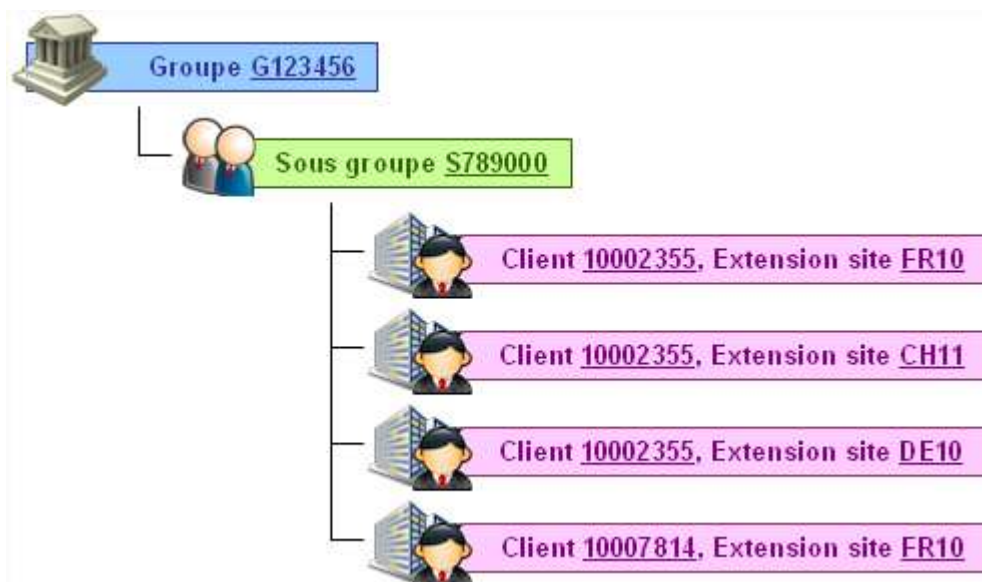 Groupe G123456
Sous groupe S789000
Client 10002355, Extension site FR10
Client 10002355, Extension site CH11
Client 10002355, Extension site DE10
Client 10007814, Extension site FR10